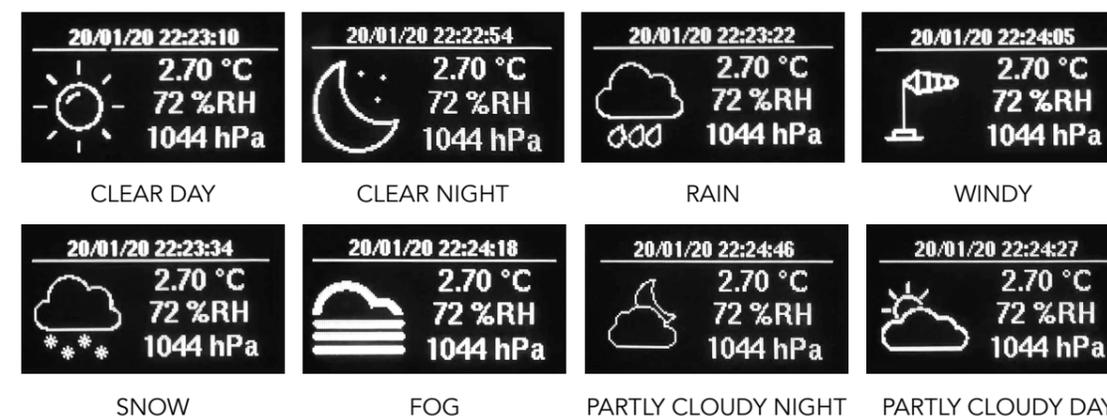 20/01/20 22:23:10
2.70 °C
72 %RH
1044 hPa
CLEAR DAY
20/01/20 22:22:54
2.70 °C
72 %RH
1044 hPa
CLEAR NIGHT
20/01/20 22:23:22
2.70 °C
72 %RH
1044 hPa
RAIN
20/01/20 22:24:05
2.70 °C
72 %RH
1044 hPa
WINDY
20/01/20 22:23:34
2.70 °C
72 %RH
1044 hPa
SNOW
20/01/20 22:24:18
2.70 °C
72 %RH
1044 hPa
FOG
20/01/20 22:24:46
2.70 °C
72 %RH
1044 hPa
PARTLY CLOUDY NIGHT
20/01/20 22:24:27
2.70 °C
72 %RH
1044 hPa
PARTLY CLOUDY DAY